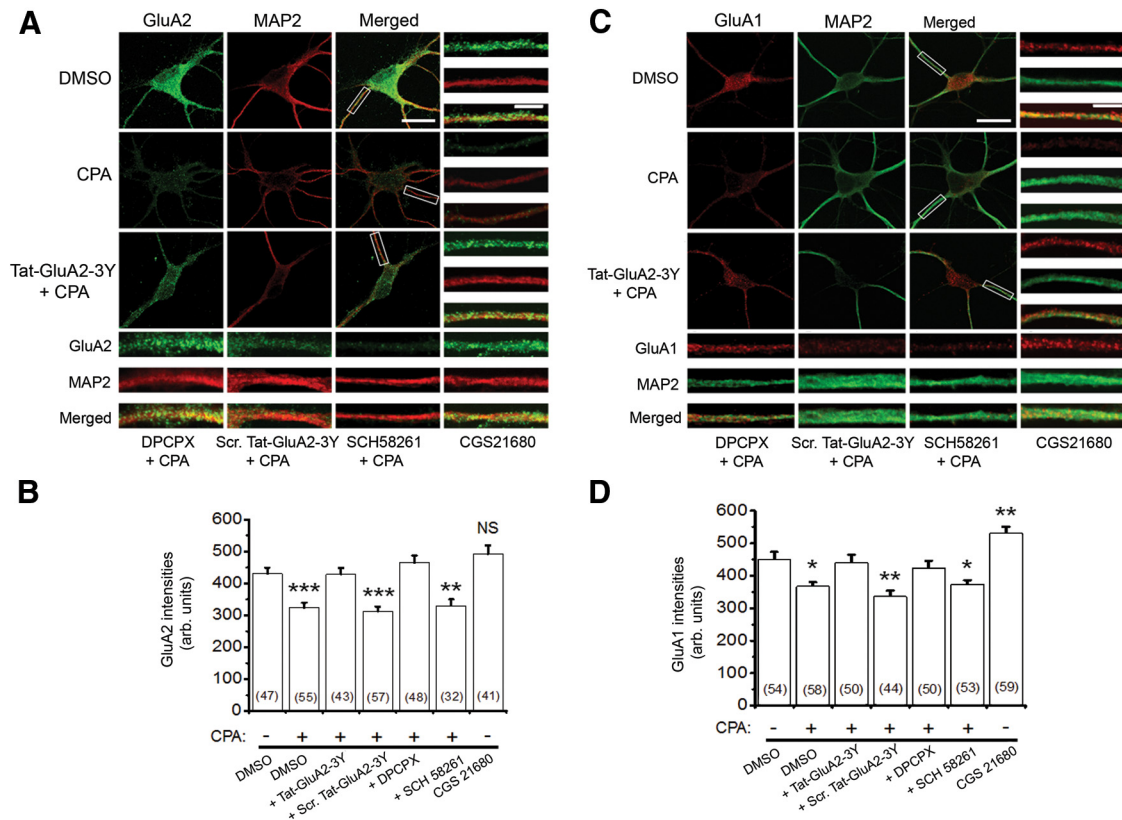 A
GluA2 MAP2 Merged
DMSO
CPA
Tat-GluA2-3Y
+ CPA
GluA2
MAP2
Merged
DPCPX
+ CPA
Scr. Tat-GluA2-3Y
+ CPA
SCH58261
+ CPA
CGS21680
C
GluA1 MAP2 Merged
DMSO
CPA
Tat-GluA2-3Y
+ CPA
GluA1
MAP2
Merged
DPCPX
+ CPA
Scr. Tat-GluA2-3Y
+ CPA
SCH58261
+ CPA
CGS21680
B
GluA2 intensities
(arb. units)
600
500
400
300
200
100
0
*** *** ** NS
(47) (55) (43) (57) (48) (32) (41)
CPA: - + + + + + -
DMSO
DMSO
+ Tat-GluA2-3Y
+ Scr. Tat-GluA2-3Y
+ DPCPX
+ SCH 58261
CGS 21680
D
GluA1 intensities
(arb. units)
600
500
400
300
200
100
0
* ** * **
(54) (58) (50) (44) (50) (53) (59)
CPA: - + + + + + -
DMSO
DMSO
+ Tat-GluA2-3Y
+ Scr. Tat-GluA2-3Y
+ DPCPX
+ SCH 58261
CGS 21680